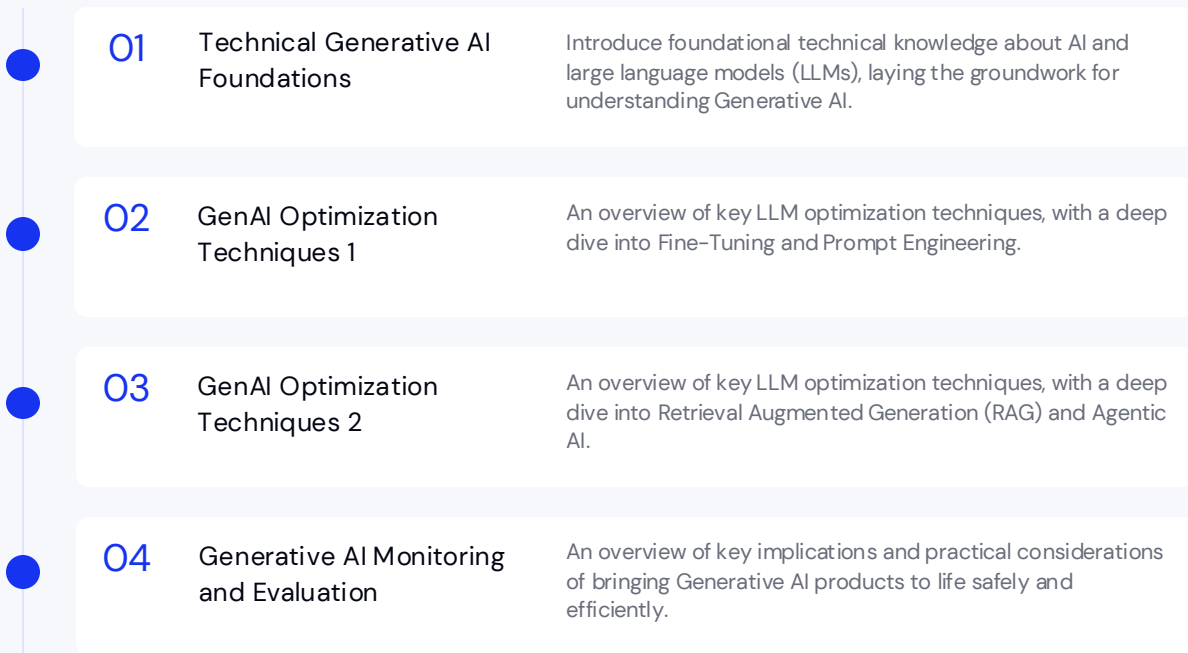 01
Technical Generative AI
Foundations
Introduce foundational technical knowledge about AI and
large language models (LLMs), laying the groundwork for
understanding Generative AI.
02
GenAI Optimization
Techniques 1
An overview of key LLM optimization techniques, with a deep
dive into Fine-Tuning and Prompt Engineering.
03
GenAI Optimization
Techniques 2
An overview of key LLM optimization techniques, with a deep
dive into Retrieval Augmented Generation (RAG) and Agentic
AI.
04
Generative AI Monitoring
and Evaluation
An overview of key implications and practical considerations
of bringing Generative AI products to life safely and
efficiently.